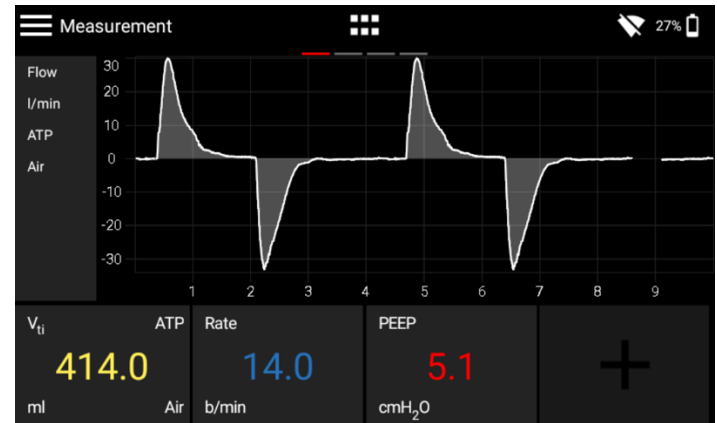 Measurement
27%
Flow
l/min
ATP
Air
30
20
10
0
-10
-20
-30
1 2 3 4 5 6 7 8 9
Vti ATP
414.0
ml Air
Rate
14.0
b/min
PEEP
5.1
cmH₂O